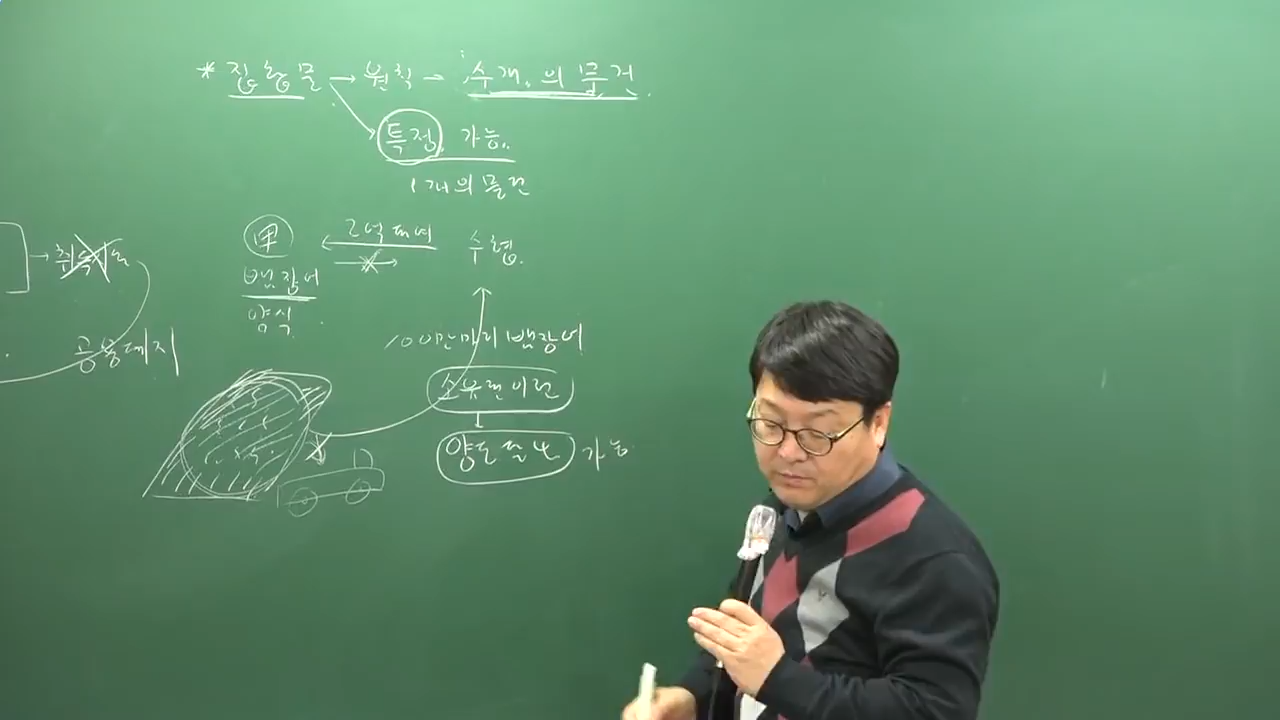 * 집합물 → 원칙 → 수개의 물건
특정 가능.
1개의 물건
甲
2억 대여
수협.
뱀장어
양식
100만마리 뱀장어
공용폐지
소유권이전
양도담보 가능